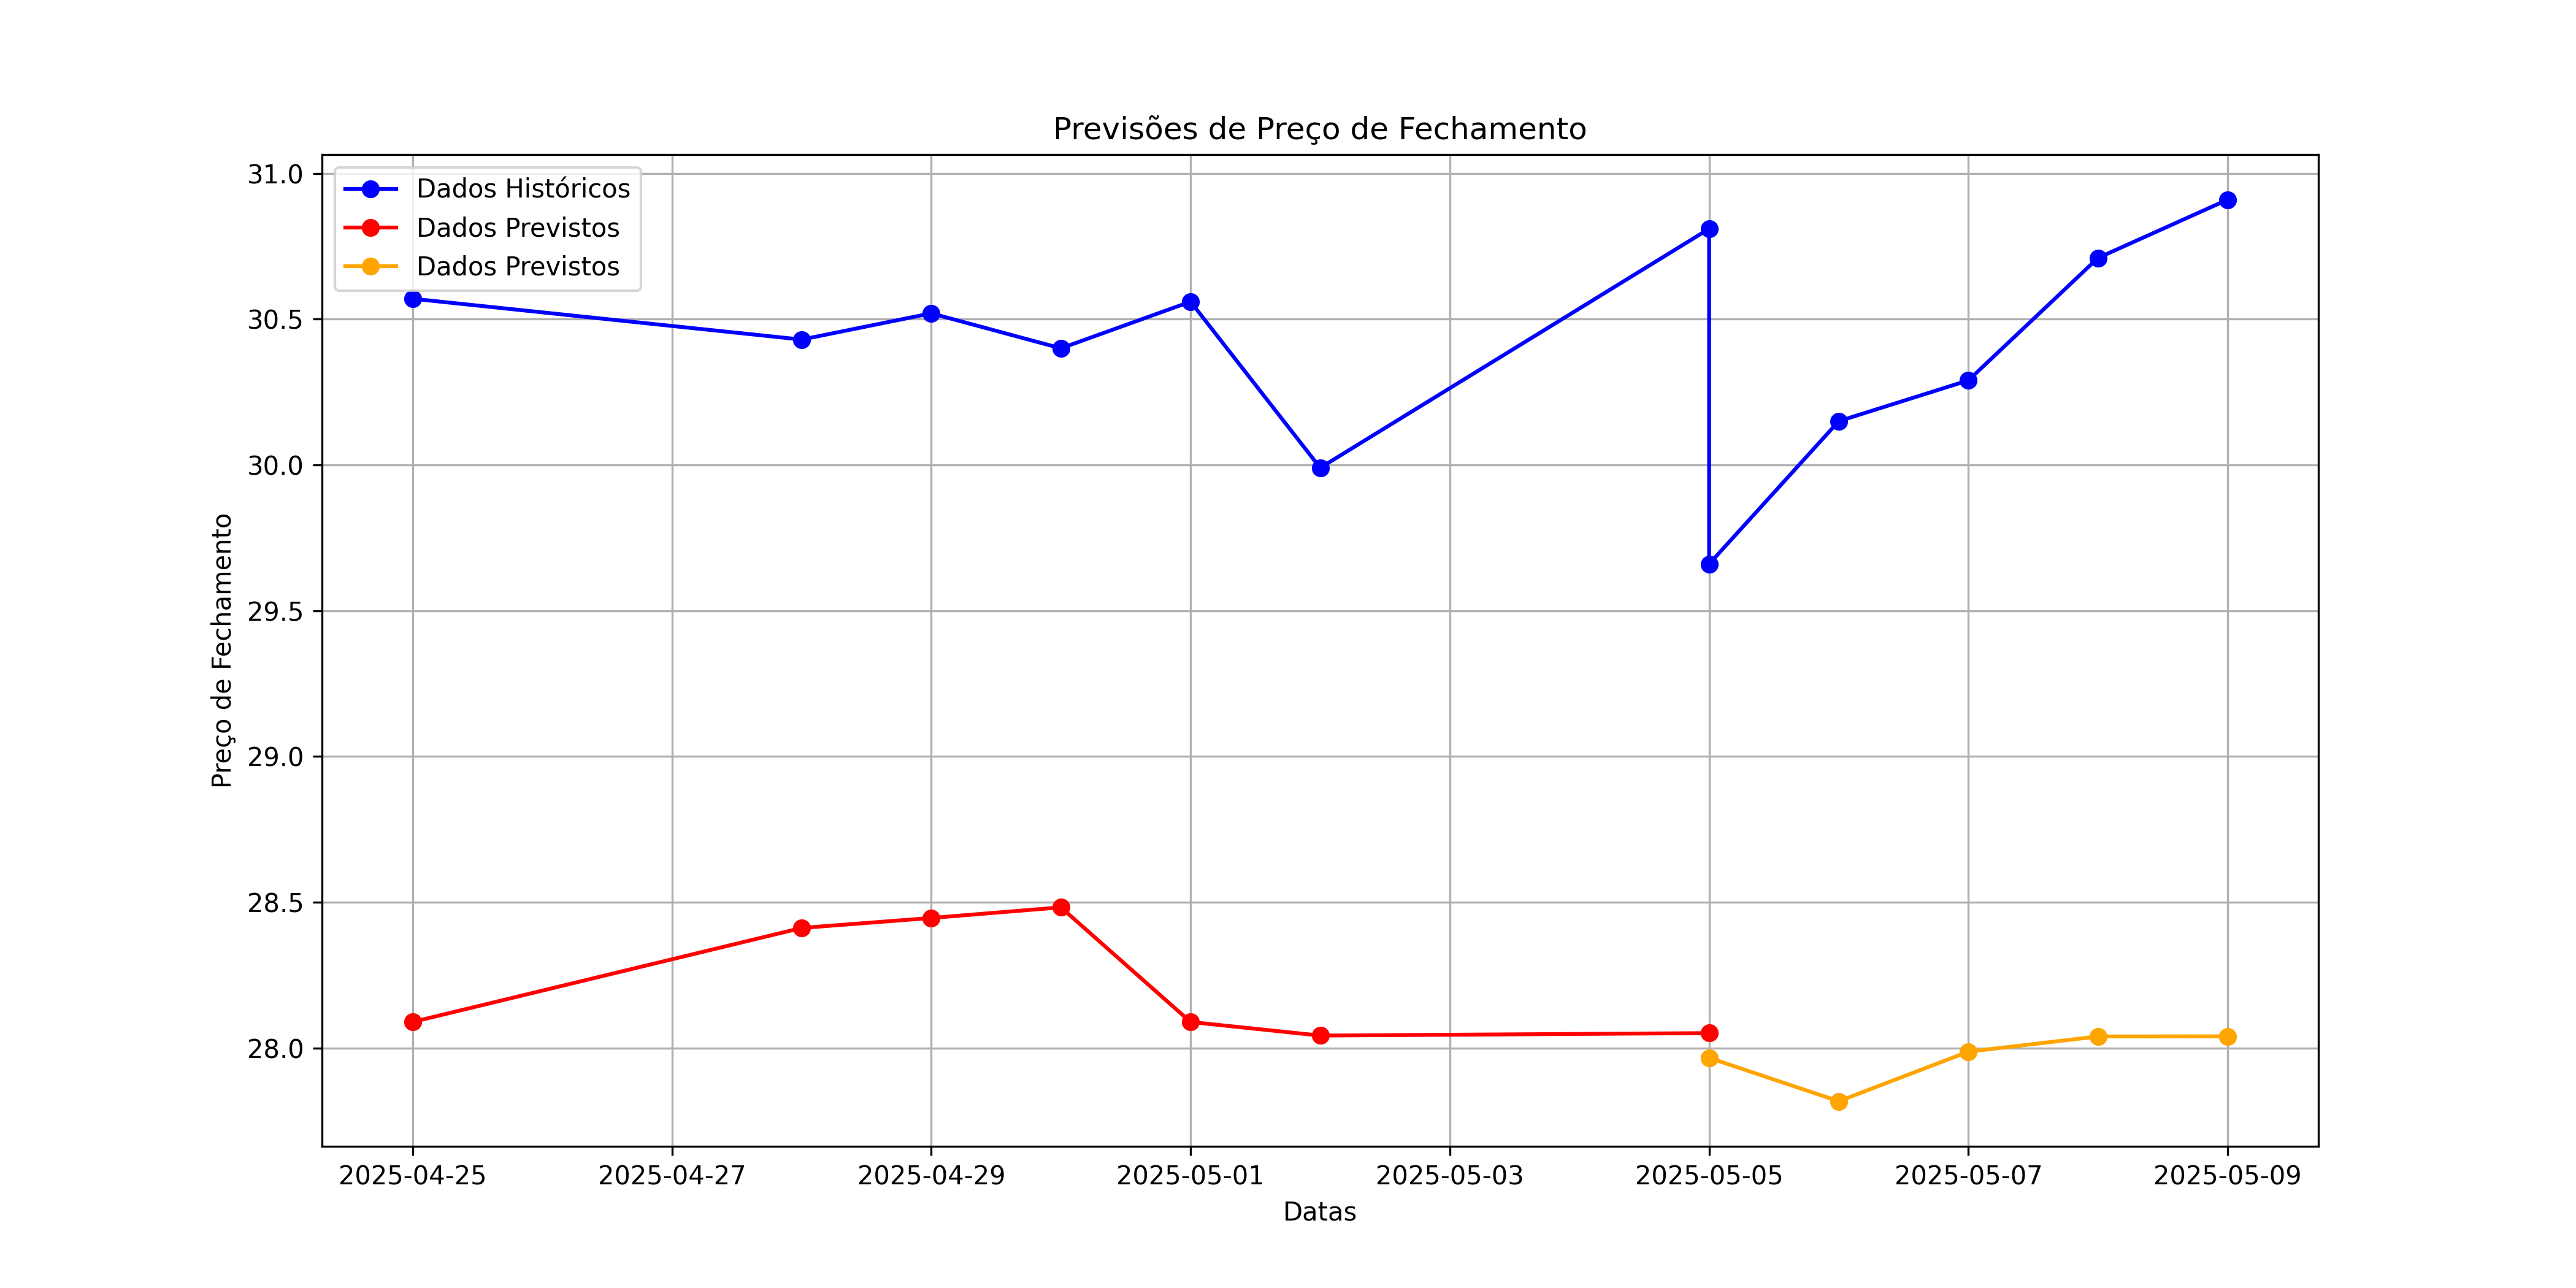 Previsões de Preço de Fechamento
Dados Históricos
Dados Previstos
Dados Previstos
Preço de Fechamento
31.0
30.5
30.0
29.5
29.0
28.5
28.0
2025-04-25
2025-04-27
2025-04-29
2025-05-01
2025-05-03
2025-05-05
2025-05-07
2025-05-09
Datas